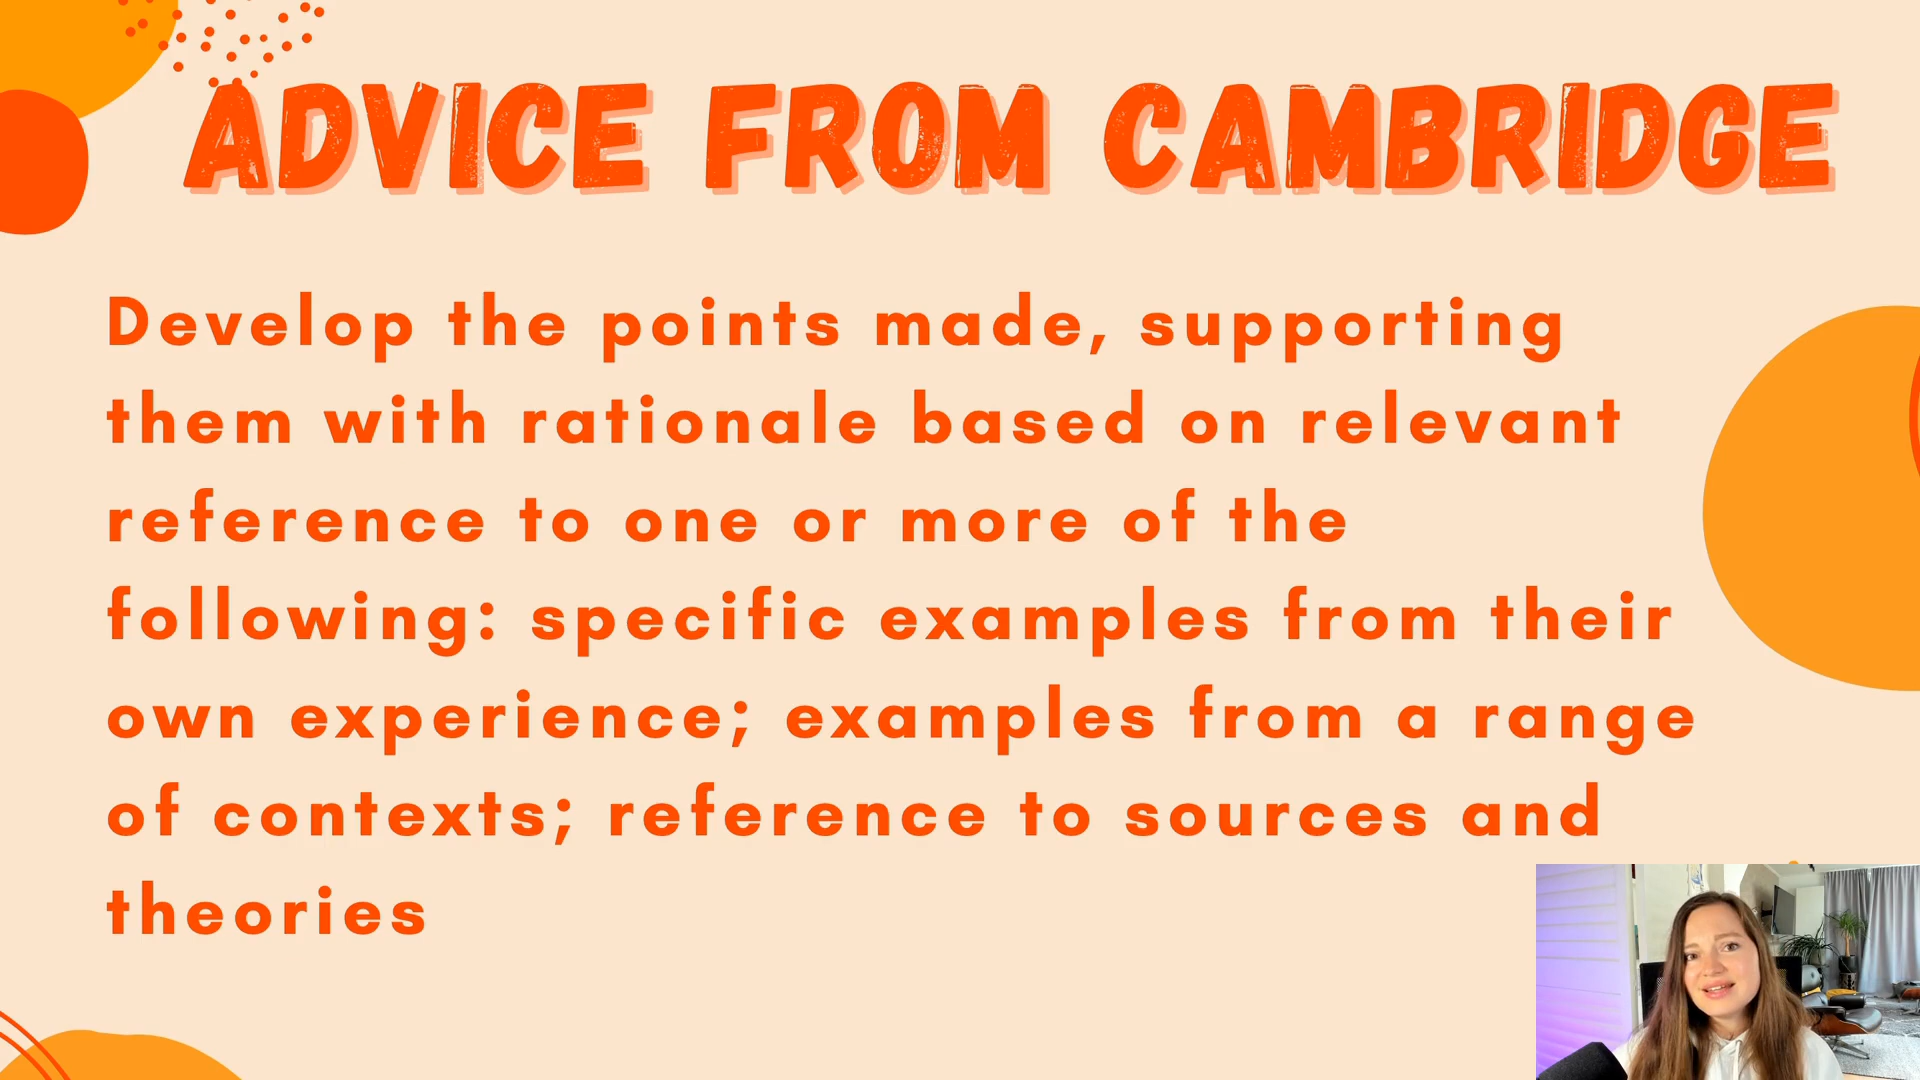 ADVICE FROM CAMBRIDGE
Develop the points made, supporting
them with rationale based on relevant
reference to one or more of the
following: specific examples from their
own experience; examples from a range
of contexts; reference to sources and
theories